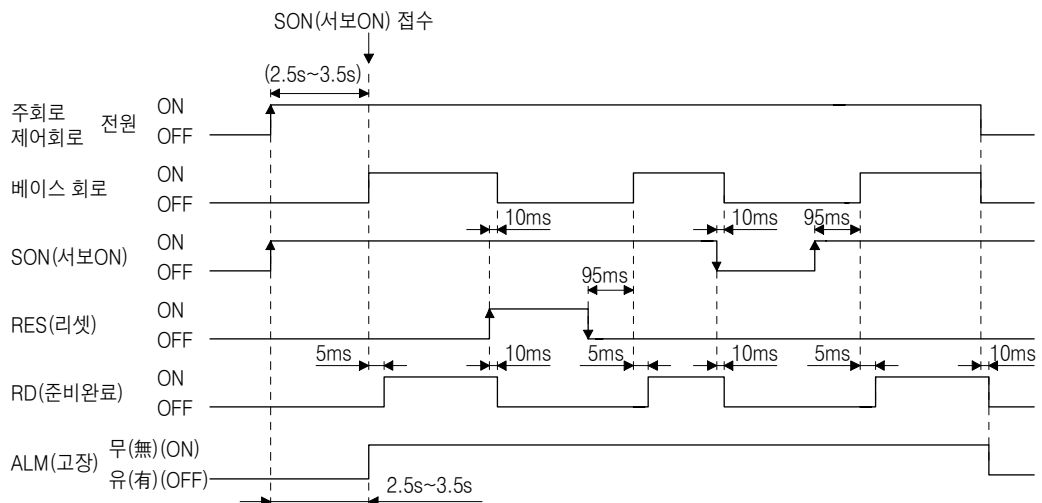 SON(서보ON) 접수
(2.5s~3.5s)
주회로
제어회로
전원
ON
OFF
베이스 회로
ON
OFF
10ms
10ms
95ms
SON(서보ON)
ON
OFF
95ms
RES(리셋)
ON
OFF
5ms
10ms
5ms
10ms
5ms
10ms
RD(준비완료)
ON
OFF
ALM(고장)
무(無)(ON)
유(有)(OFF)
2.5s~3.5s